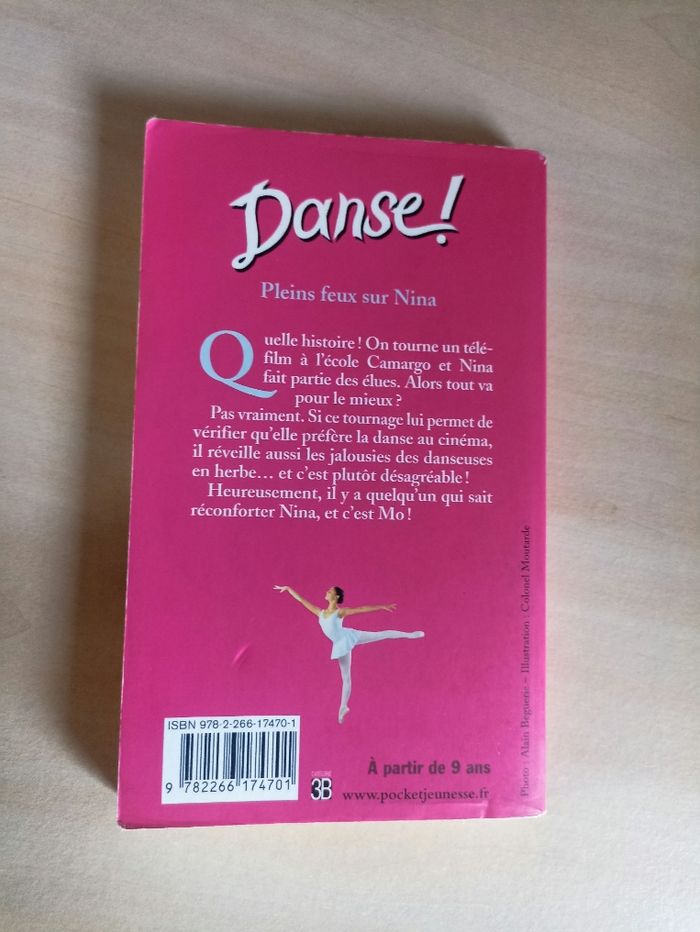 Danse!
Pleins feux sur Nina
Quelle histoire ! On tourne un télé-
film à l'école Camargo et Nina
fait partie des élues. Alors tout va
pour le mieux ?
Pas vraiment. Si ce tournage lui permet de
vérifier qu'elle préfère la danse au cinéma,
il réveille aussi les jalousies des danseuses
en herbe… et c'est plutôt désagréable !
Heureusement, il y a quelqu'un qui sait
réconforter Nina, et c'est Mo !
Photo : Alain Béguerie – Illustration : Colonel Moutarde
ISBN 978-2-266-17470-1
9 782266 174701
CATÉGORIE
3B
À partir de 9 ans
www.pocketjeunesse.fr